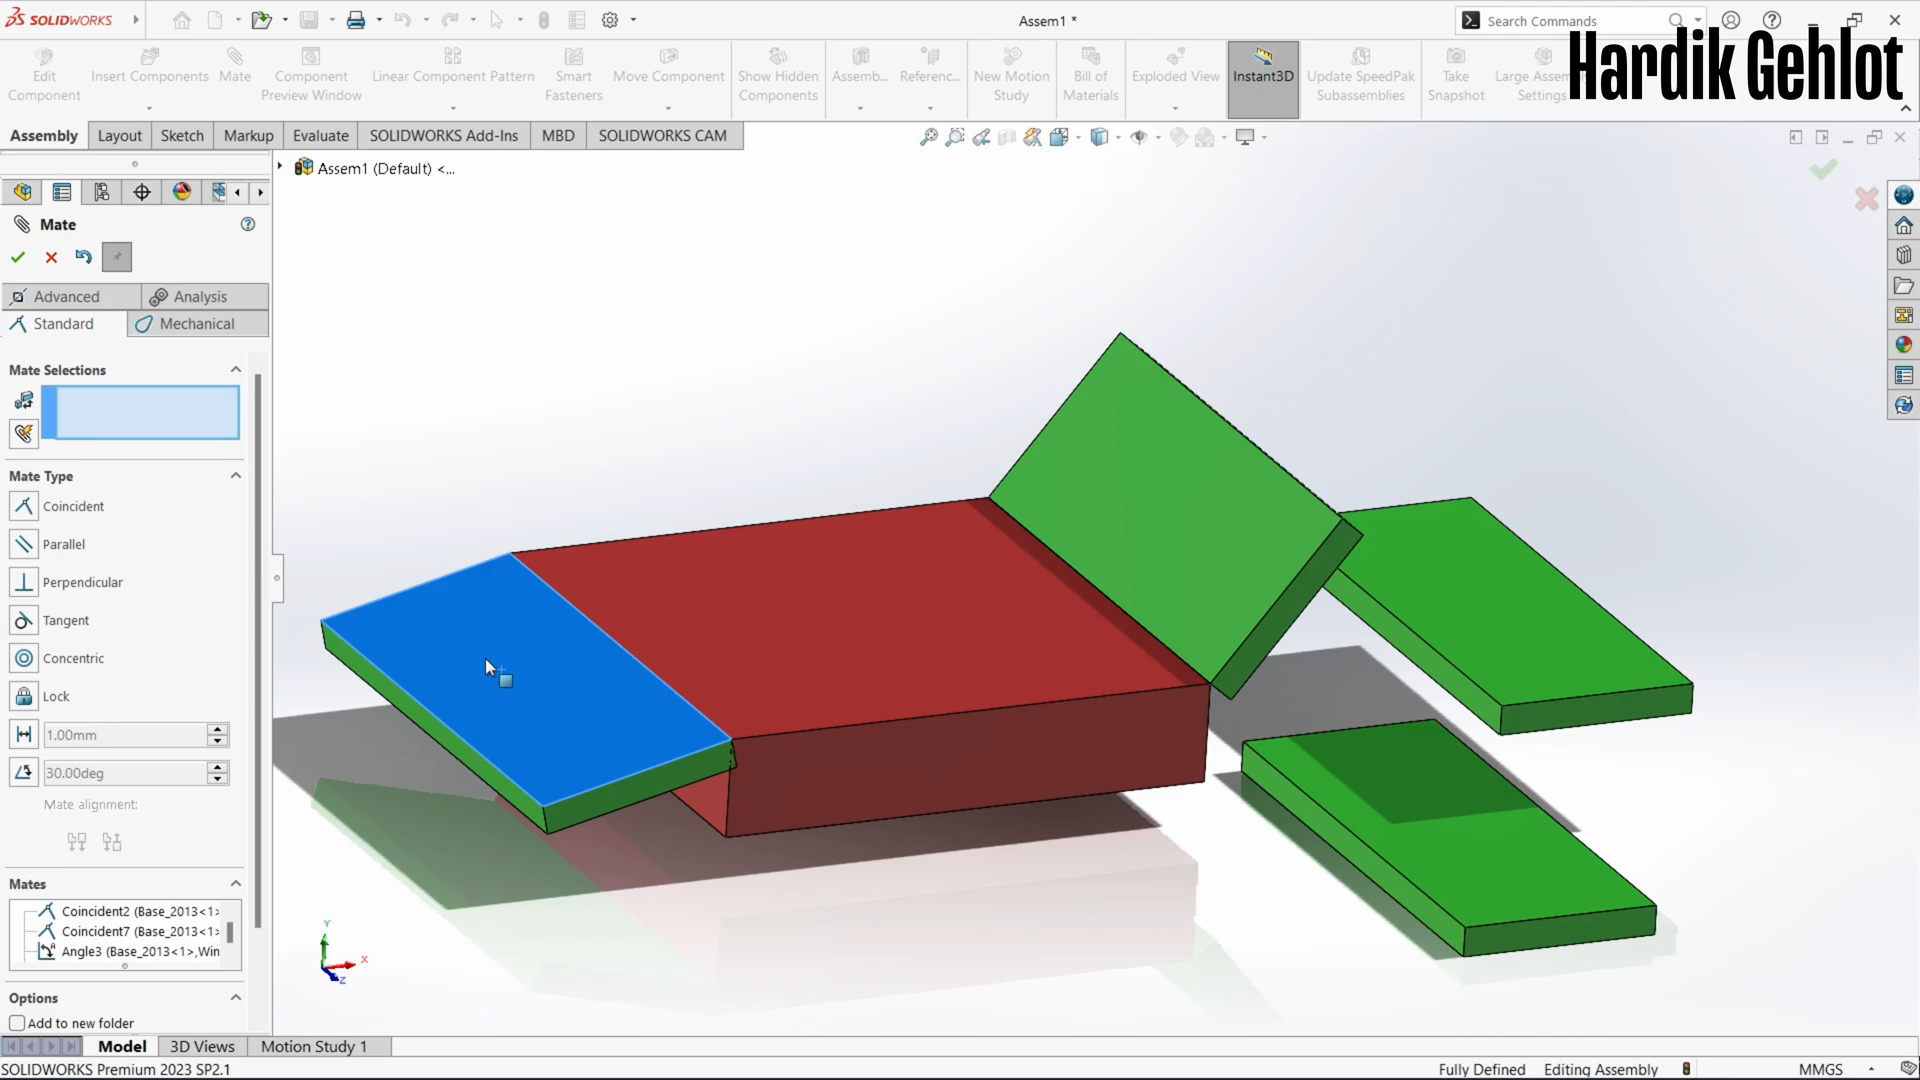 SOLIDWORKS
Assem1 *
Search Commands
Hardik Gehlot
Edit Component
Insert Components
Mate
Component Preview Window
Linear Component Pattern
Smart Fasteners
Move Component
Show Hidden Components
Assemb...
Referenc...
New Motion Study
Bill of Materials
Exploded View
Instant3D
Update SpeedPak Subassemblies
Take Snapshot
Settings
Assembly
Layout
Sketch
Markup
Evaluate
SOLIDWORKS Add-Ins
MBD
SOLIDWORKS CAM
Assem1 (Default) <...
Mate
Advanced
Analysis
Standard
Mechanical
Mate Selections
Mate Type
Coincident
Parallel
Perpendicular
Tangent
Concentric
Lock
1.00mm
30.00deg
Mate alignment:
Mates
Coincident2 (Base_2013<1>
Coincident7 (Base_2013<1>
Angle3 (Base_2013<1>,Win
Options
Add to new folder
Y
X
Z
Model
3D Views
Motion Study 1
SOLIDWORKS Premium 2023 SP2.1
Fully Defined
Editing Assembly
MMGS